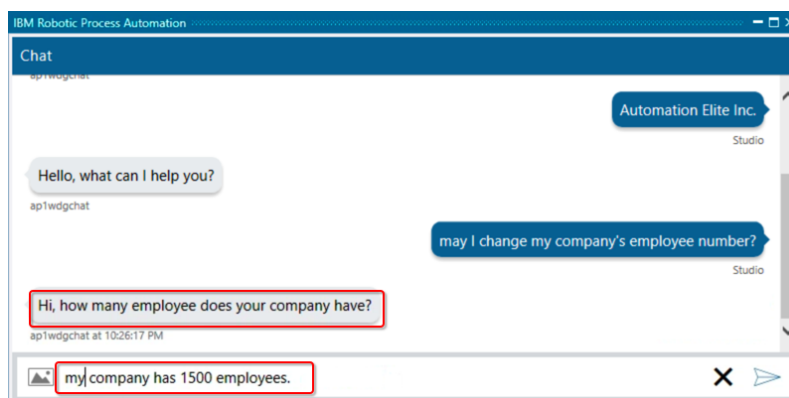 IBM Robotic Process Automation
Chat
ap1wdgchat
Automation Elite Inc.
Studio
Hello, what can I help you?
ap1wdgchat
may I change my company's employee number?
Studio
Hi, how many employee does your company have?
ap1wdgchat at 10:26:17 PM
my company has 1500 employees.